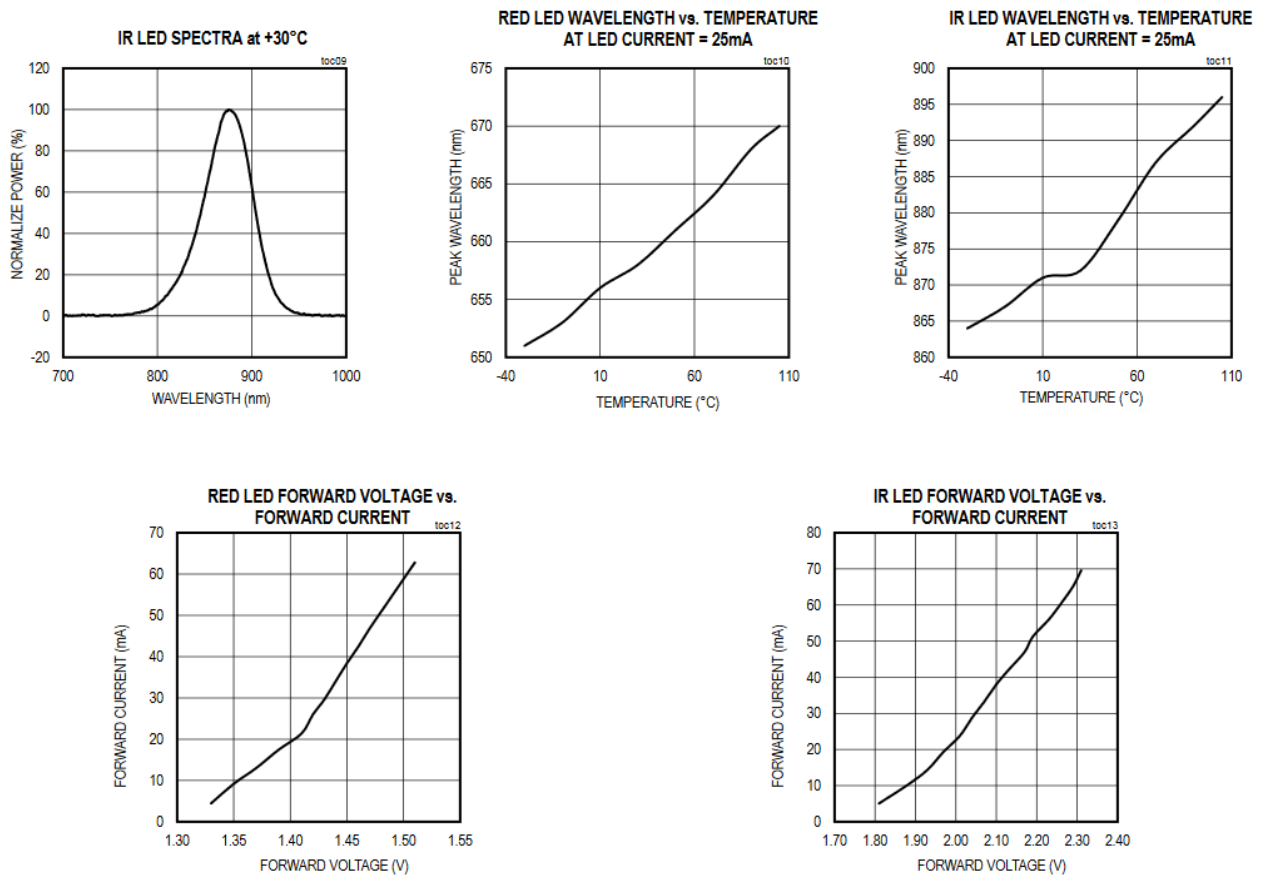 IR LED SPECTRA at +30°C
toc09
120
100
80
60
40
20
0
-20
NORMALIZE POWER (%)
700 800 900 1000
WAVELENGTH (nm)
RED LED WAVELENGTH vs. TEMPERATURE
AT LED CURRENT = 25mA
toc10
675
670
665
660
655
650
PEAK WAVELENGTH (nm)
-40 10 60 110
TEMPERATURE (°C)
IR LED WAVELENGTH vs. TEMPERATURE
AT LED CURRENT = 25mA
toc11
900
895
890
885
880
875
870
865
860
PEAK WAVELENGTH (nm)
-40 10 60 110
TEMPERATURE (°C)
RED LED FORWARD VOLTAGE vs.
FORWARD CURRENT
toc12
70
60
50
40
30
20
10
0
FORWARD CURRENT (mA)
1.30 1.35 1.40 1.45 1.50 1.55
FORWARD VOLTAGE (V)
IR LED FORWARD VOLTAGE vs.
FORWARD CURRENT
toc13
80
70
60
50
40
30
20
10
0
FORWARD CURRENT (mA)
1.70 1.80 1.90 2.00 2.10 2.20 2.30 2.40
FORWARD VOLTAGE (V)